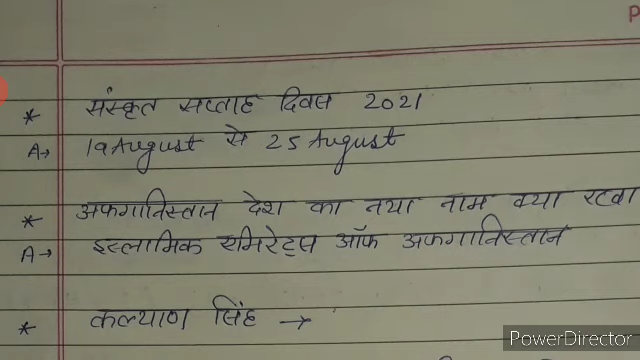 P
* संस्कृत सप्ताह दिवस 2021
A→ 19 August से 25 August
* अफगानिस्तान देश का नया नाम क्या रखा
A→ इस्लामिक एमिरेट्स ऑफ अफगानिस्तान
* कल्याण सिंह →
PowerDirector